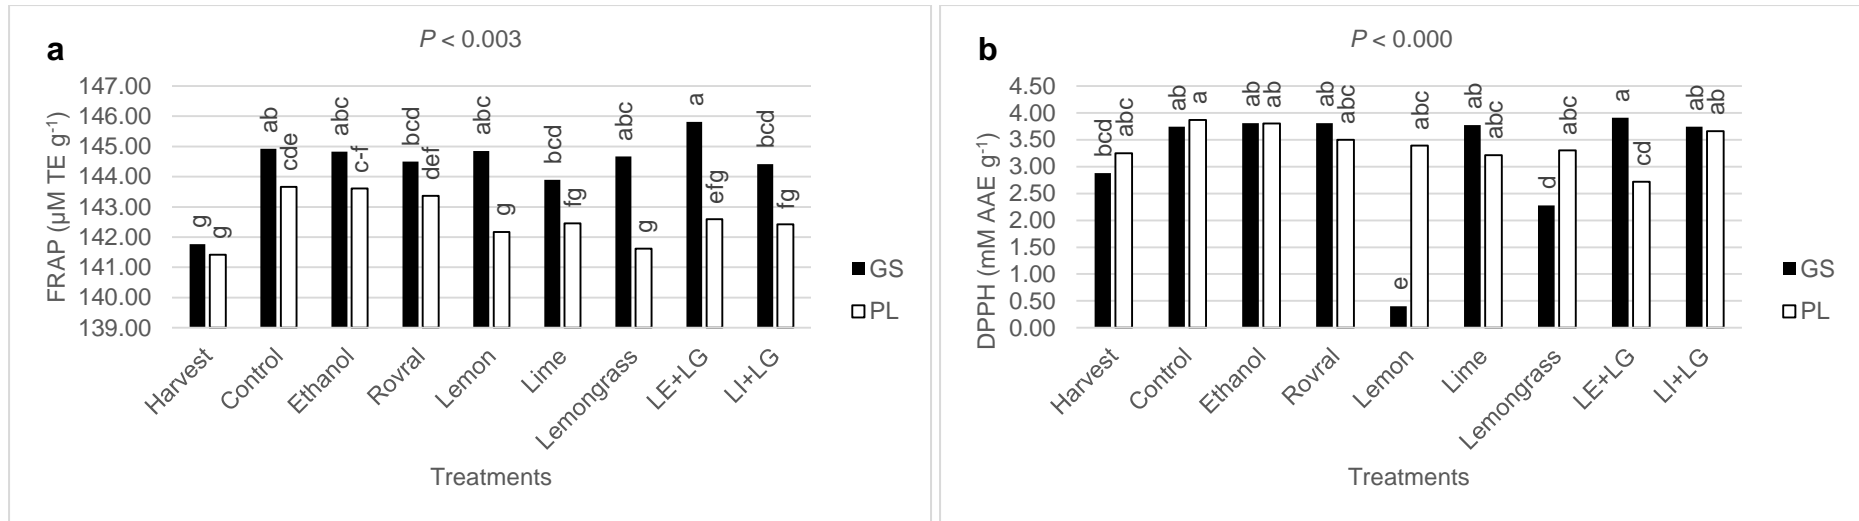 a
P < 0.003
FRAP (µM TE g⁻¹)
147.00
146.00
145.00
144.00
143.00
142.00
141.00
140.00
139.00
g
g
ab
cde
abc
c-f
bcd
def
abc
g
bcd
fg
abc
g
a
efg
bcd
fg
Harvest
Control
Ethanol
Rovral
Lemon
Lime
Lemongrass
LE+LG
LI+LG
Treatments
GS
PL
b
P < 0.000
DPPH (mM AAE g⁻¹)
4.50
4.00
3.50
3.00
2.50
2.00
1.50
1.00
0.50
0.00
bcd
abc
ab
a
ab
ab
ab
abc
e
abc
ab
abc
d
abc
a
cd
ab
ab
Harvest
Control
Ethanol
Rovral
Lemon
Lime
Lemongrass
LE+LG
LI+LG
Treatments
GS
PL